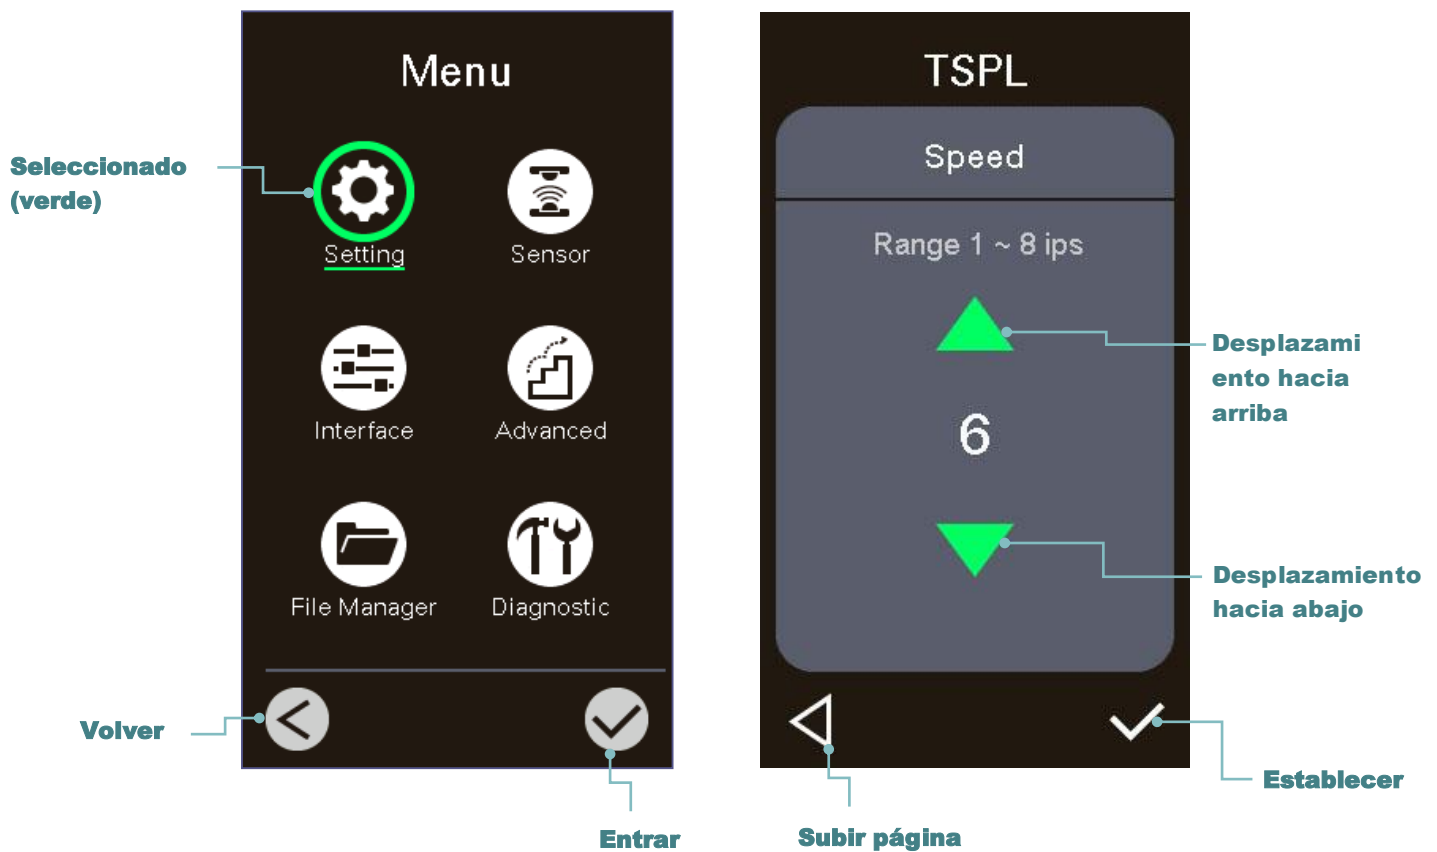 Menu
Seleccionado
(verde)
Setting
Sensor
Interface
Advanced
File Manager
Diagnostic
Volver
Entrar
TSPL
Speed
Range 1 ~ 8 ips
6
Desplazami
ento hacia
arriba
Desplazamiento
hacia abajo
Establecer
Subir página